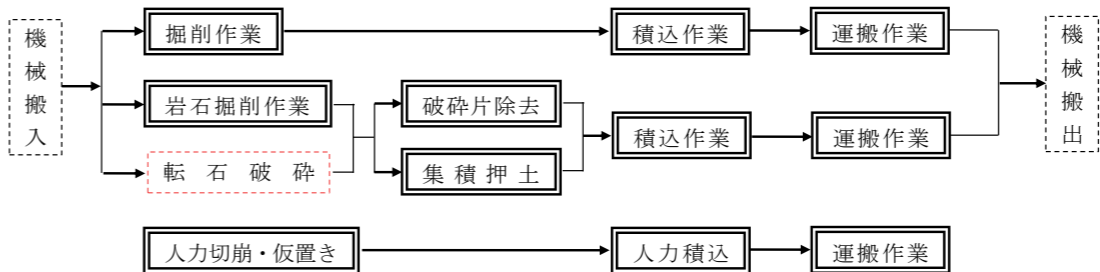 機械搬入
掘削作業
積込作業
運搬作業
機械搬出
岩石掘削作業
破砕片除去
積込作業
運搬作業
転石破砕
集積押土
人力切崩・仮置き
人力積込
運搬作業